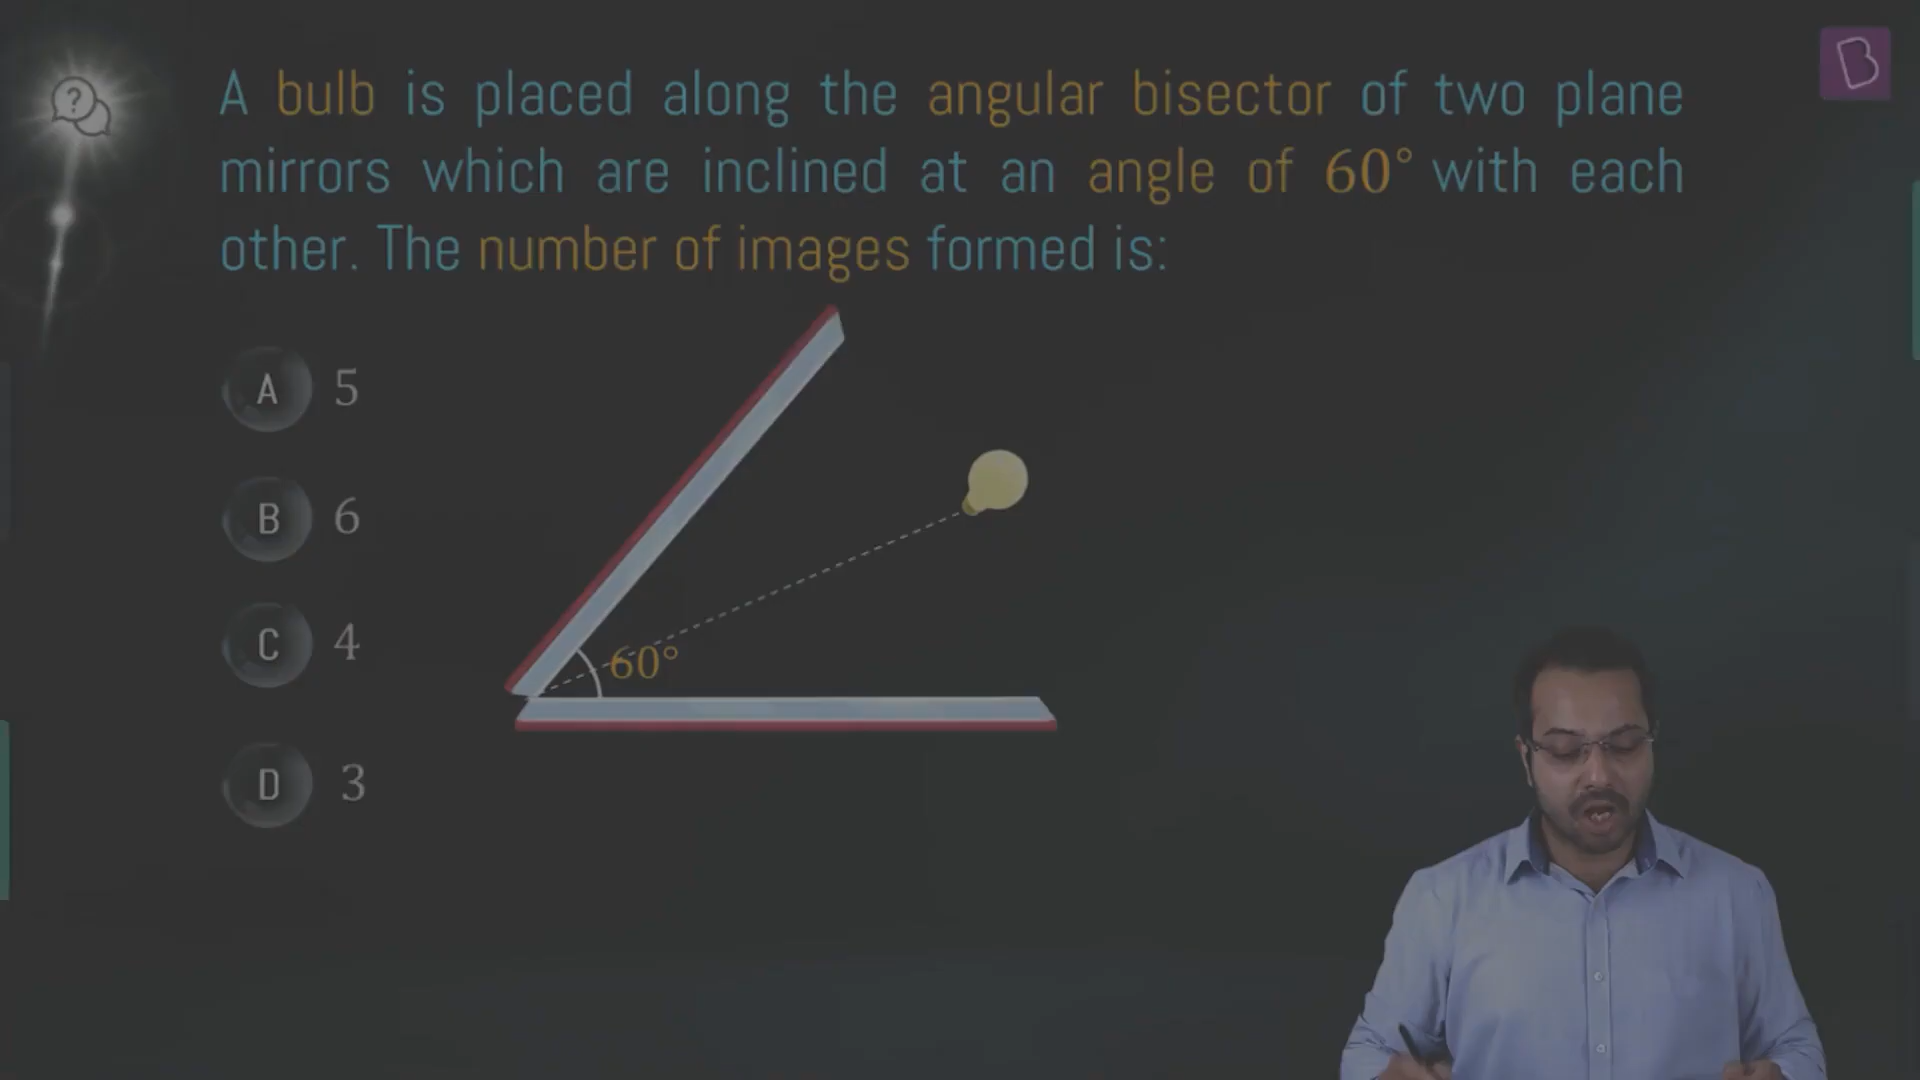 A bulb is placed along the angular bisector of two plane
mirrors which are inclined at an angle of 60° with each
other. The number of images formed is:
A 5
B 6
C 4
D 3
60°